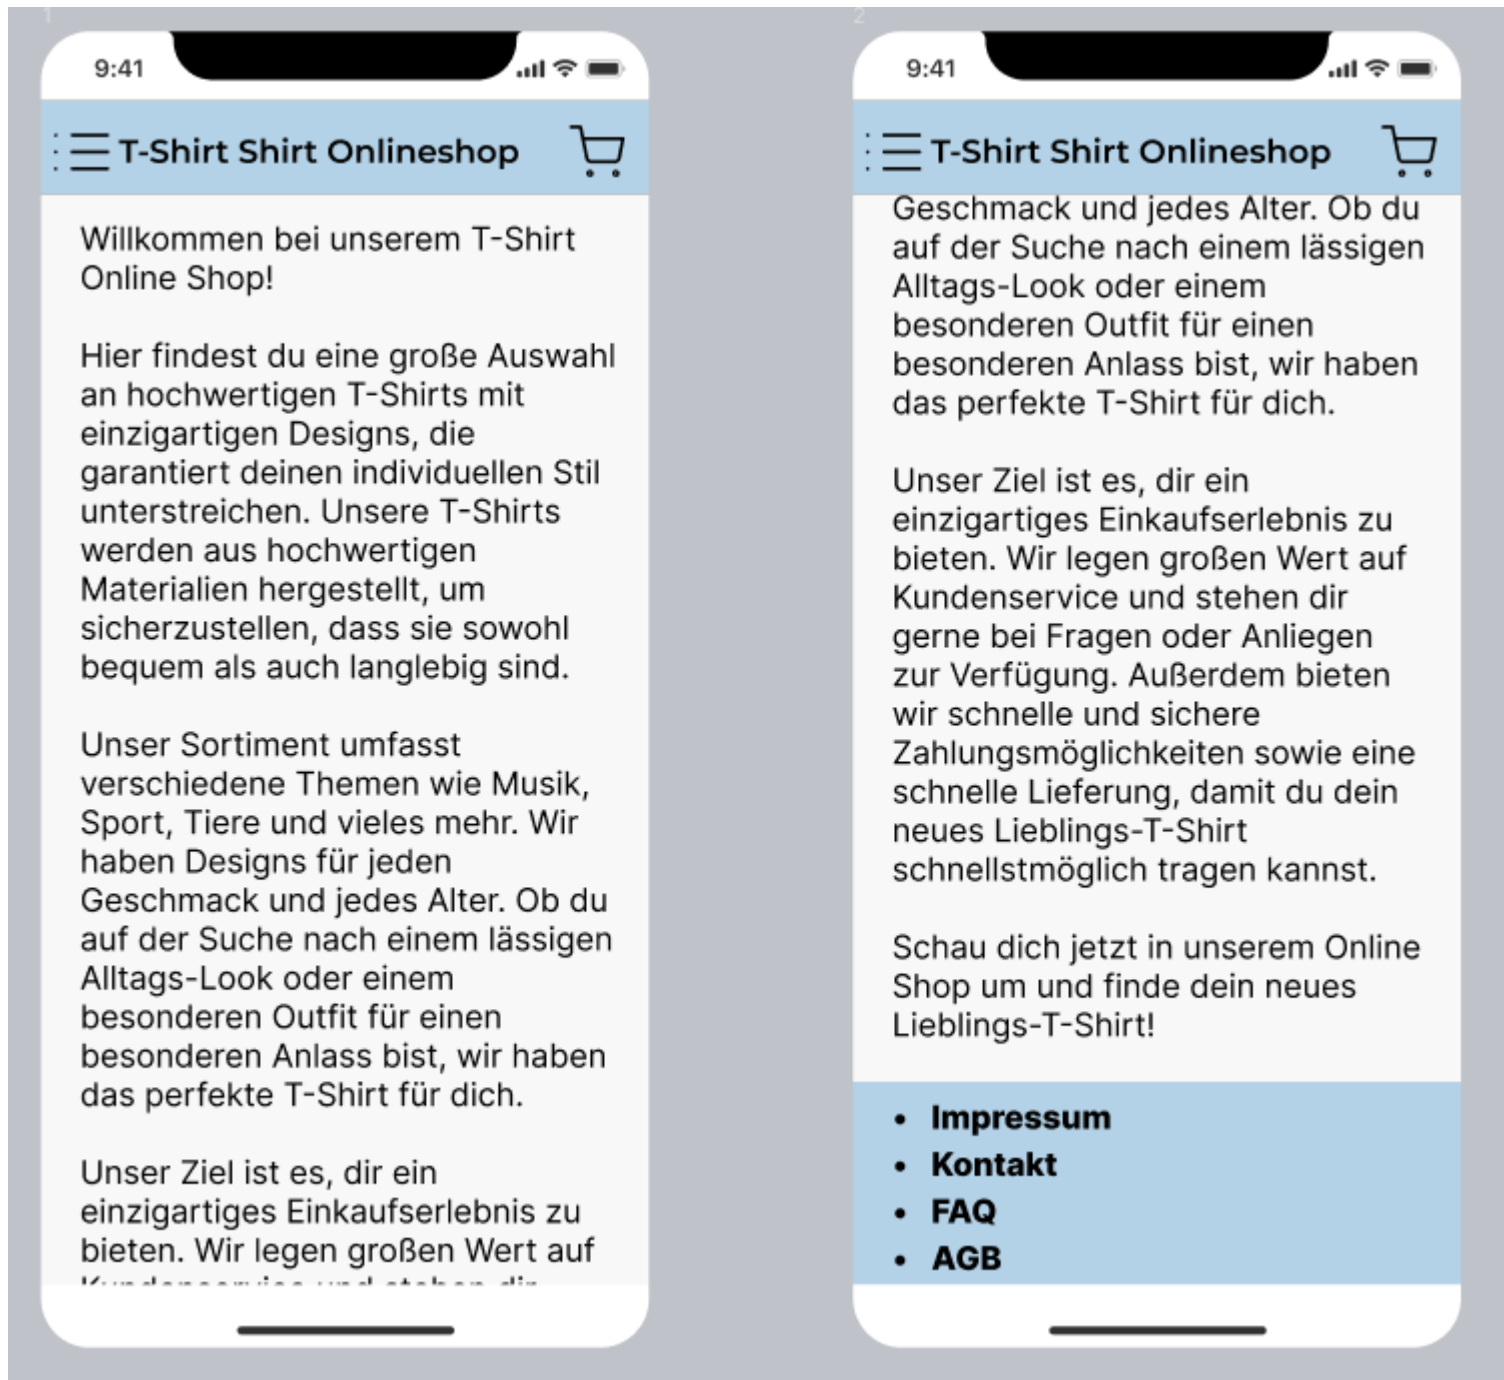 1
9:41
T-Shirt Shirt Onlineshop
Willkommen bei unserem T-Shirt
Online Shop!
Hier findest du eine große Auswahl
an hochwertigen T-Shirts mit
einzigartigen Designs, die
garantiert deinen individuellen Stil
unterstreichen. Unsere T-Shirts
werden aus hochwertigen
Materialien hergestellt, um
sicherzustellen, dass sie sowohl
bequem als auch langlebig sind.
Unser Sortiment umfasst
verschiedene Themen wie Musik,
Sport, Tiere und vieles mehr. Wir
haben Designs für jeden
Geschmack und jedes Alter. Ob du
auf der Suche nach einem lässigen
Alltags-Look oder einem
besonderen Outfit für einen
besonderen Anlass bist, wir haben
das perfekte T-Shirt für dich.
Unser Ziel ist es, dir ein
einzigartiges Einkaufserlebnis zu
bieten. Wir legen großen Wert auf
Kundenservice und stehen dir
2
9:41
T-Shirt Shirt Onlineshop
Geschmack und jedes Alter. Ob du
auf der Suche nach einem lässigen
Alltags-Look oder einem
besonderen Outfit für einen
besonderen Anlass bist, wir haben
das perfekte T-Shirt für dich.
Unser Ziel ist es, dir ein
einzigartiges Einkaufserlebnis zu
bieten. Wir legen großen Wert auf
Kundenservice und stehen dir
gerne bei Fragen oder Anliegen
zur Verfügung. Außerdem bieten
wir schnelle und sichere
Zahlungsmöglichkeiten sowie eine
schnelle Lieferung, damit du dein
neues Lieblings-T-Shirt
schnellstmöglich tragen kannst.
Schau dich jetzt in unserem Online
Shop um und finde dein neues
Lieblings-T-Shirt!
• Impressum
• Kontakt
• FAQ
• AGB